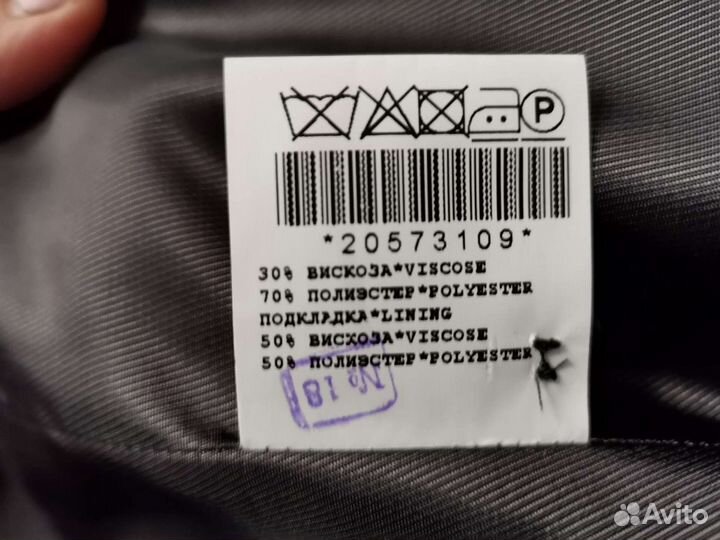 P
*20573109*
30% ВИСКОЗА*VISCOSE
70% ПОЛИЭСТЕР*POLYESTER
ПОДКЛАДКА*LINING
50% ВИСКОЗА*VISCOSE
50% ПОЛИЭСТЕР*POLYESTER
№ 18
Avito